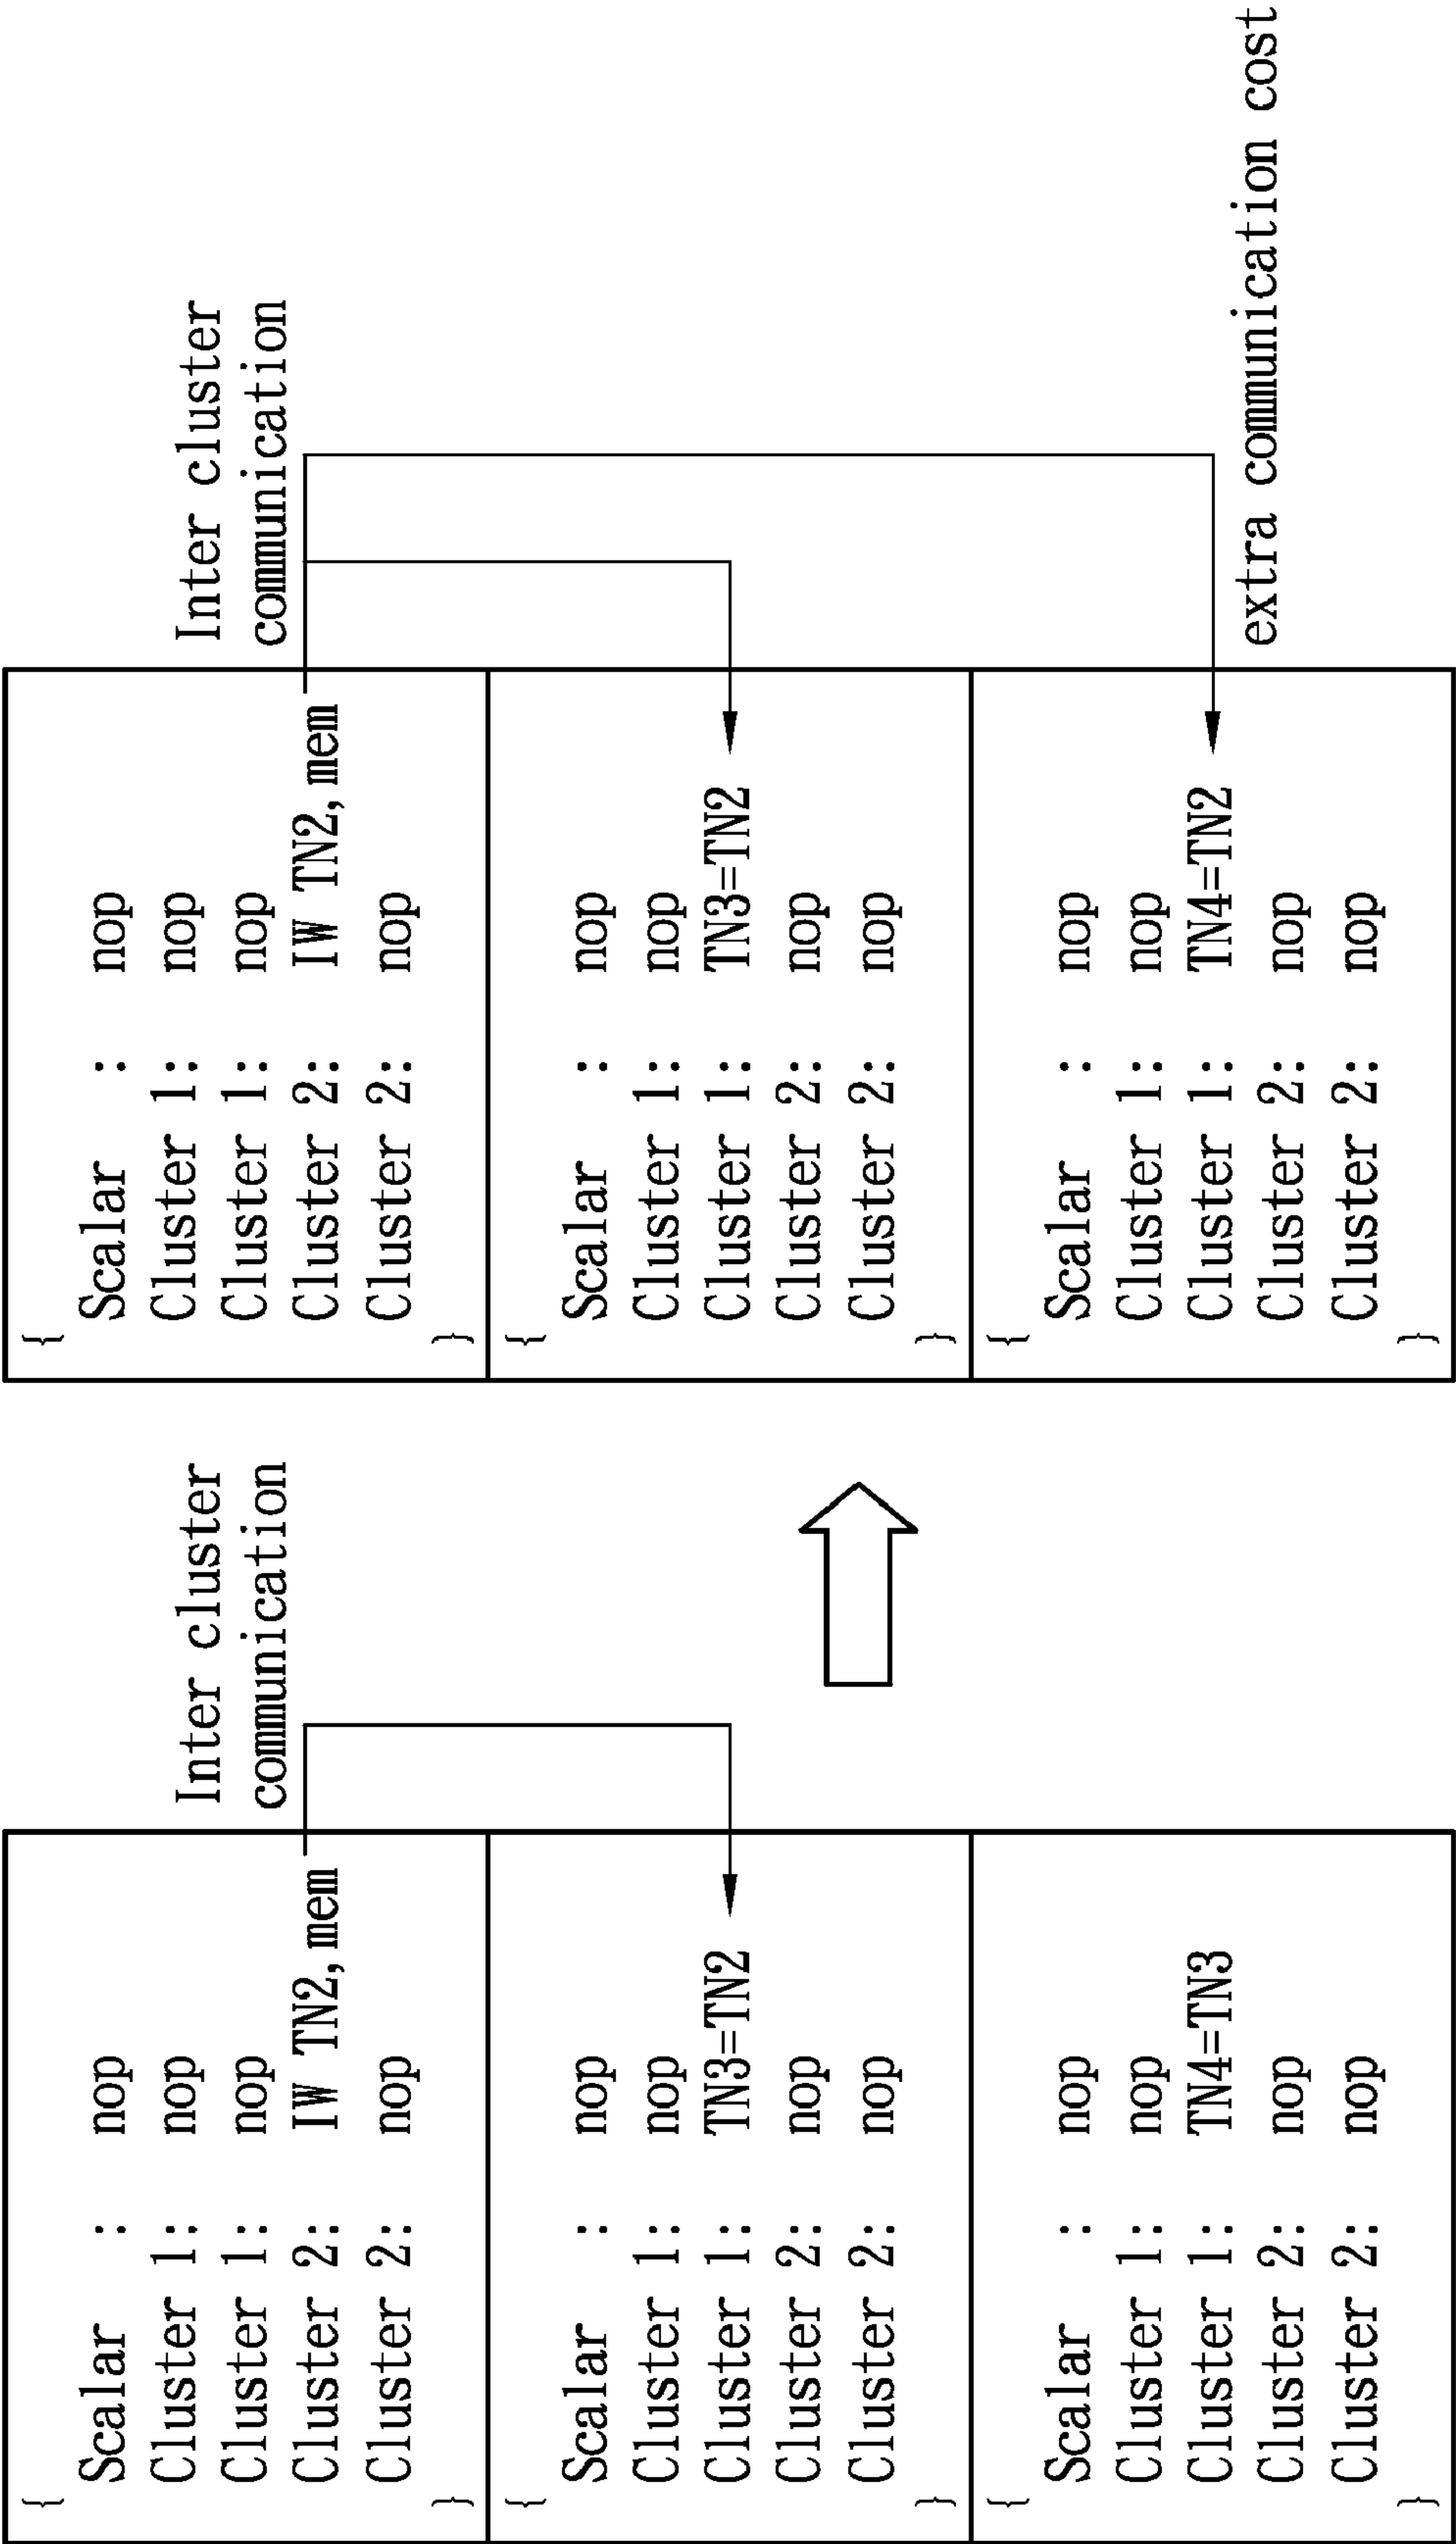 {
Scalar : nop
Cluster 1: nop
Cluster 1: nop
Cluster 2: IW TN2, mem
Cluster 2: nop
}
Inter cluster
communication
{
Scalar : nop
Cluster 1: nop
Cluster 1: TN3=TN2
Cluster 2: nop
Cluster 2: nop
}
{
Scalar : nop
Cluster 1: nop
Cluster 1: TN4=TN3
Cluster 2: nop
Cluster 2: nop
}
{
Scalar : nop
Cluster 1: nop
Cluster 1: nop
Cluster 2: IW TN2, mem
Cluster 2: nop
}
Inter cluster
communication
{
Scalar : nop
Cluster 1: nop
Cluster 1: TN3=TN2
Cluster 2: nop
Cluster 2: nop
}
{
Scalar : nop
Cluster 1: nop
Cluster 1: TN4=TN2
Cluster 2: nop
Cluster 2: nop
}
extra communication cost